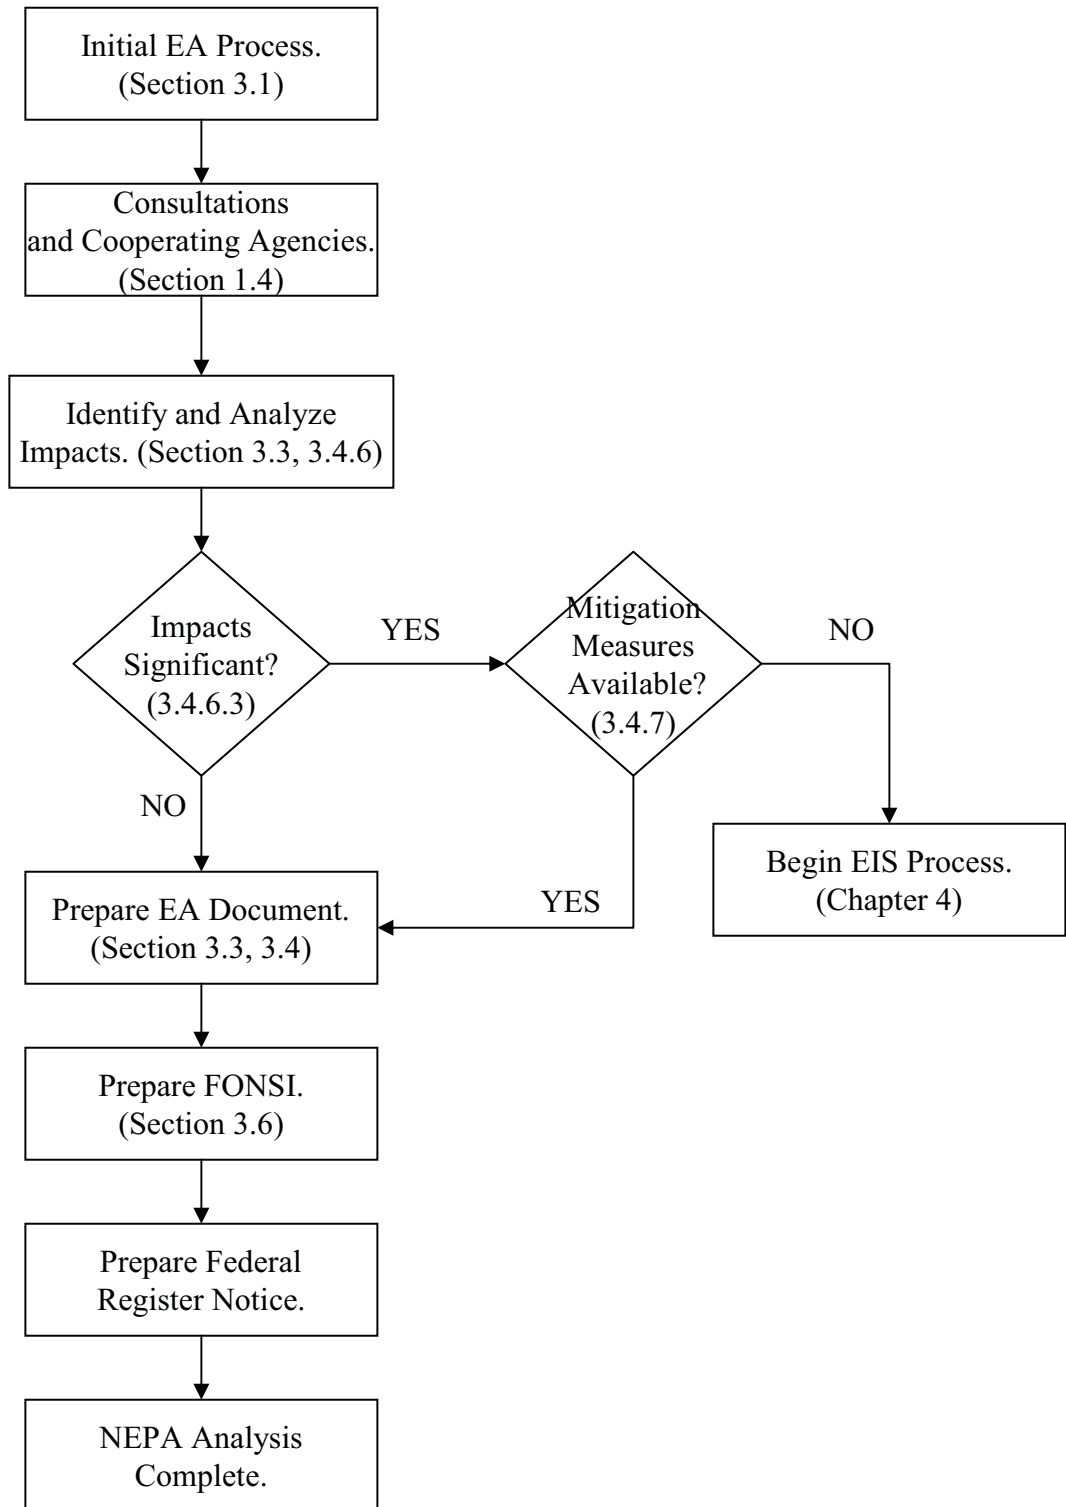 Initial EA Process.
(Section 3.1)
Consultations
and Cooperating Agencies.
(Section 1.4)
Identify and Analyze
Impacts. (Section 3.3, 3.4.6)
Impacts
Significant?
(3.4.6.3)
YES
Mitigation
Measures
Available?
(3.4.7)
NO
NO
Begin EIS Process.
(Chapter 4)
YES
Prepare EA Document.
(Section 3.3, 3.4)
Prepare FONSI.
(Section 3.6)
Prepare Federal
Register Notice.
NEPA Analysis
Complete.